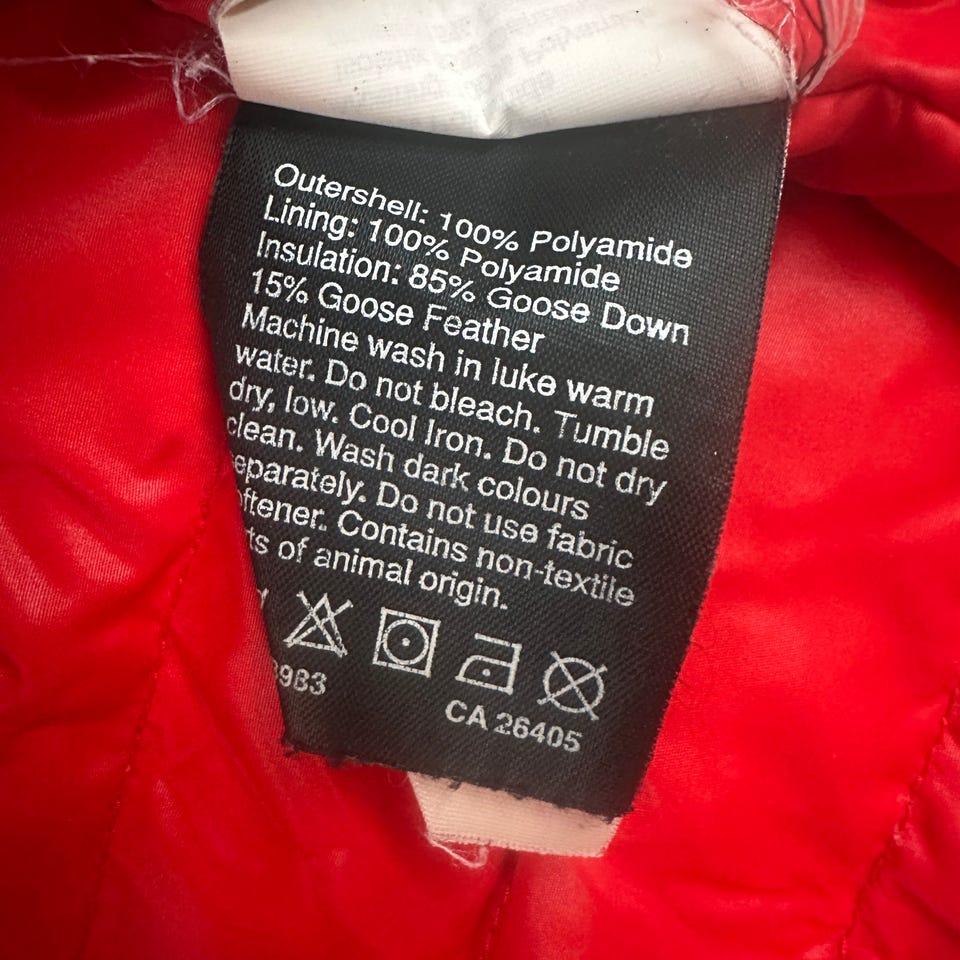 Outershell: 100% Polyamide
Lining: 100% Polyamide
Insulation: 85% Goose Down
15% Goose Feather
Machine wash in luke warm
water. Do not bleach. Tumble
dry, low. Cool Iron. Do not dry
clean. Wash dark colours
eparately. Do not use fabric
oftener. Contains non-textile
ts of animal origin.
3983
CA 26405